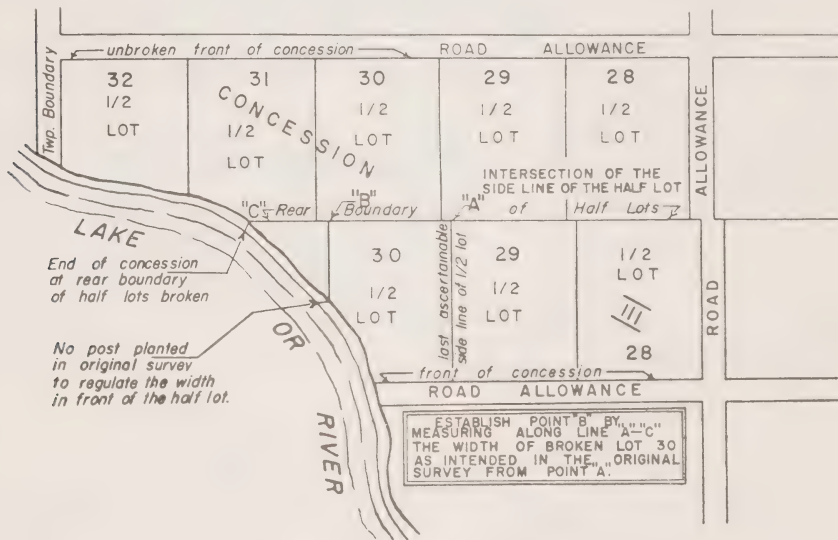 unbroken front of concession
ROAD ALLOWANCE
Twp. Boundary
32
1/2
LOT
31
1/2
LOT
30
1/2
LOT
29
1/2
LOT
28
1/2
LOT
CONCESSION
ALLOWANCE
INTERSECTION OF THE
SIDE LINE OF THE HALF LOT
"C" Rear "B" Boundary "A" of Half Lots
LAKE
OR
RIVER
End of concession
at rear boundary
of half lots broken
No post planted
in original survey
to regulate the width
in front of the half lot.
30
1/2
LOT
last ascertainable
side line of 1/2 lot
29
1/2
LOT
1/2
LOT
III
28
ROAD
front of concession
ROAD ALLOWANCE
ESTABLISH POINT "B" BY
MEASURING ALONG LINE "A"–"C"
THE WIDTH OF BROKEN LOT 30
AS INTENDED IN THE ORIGINAL
SURVEY FROM POINT "A".